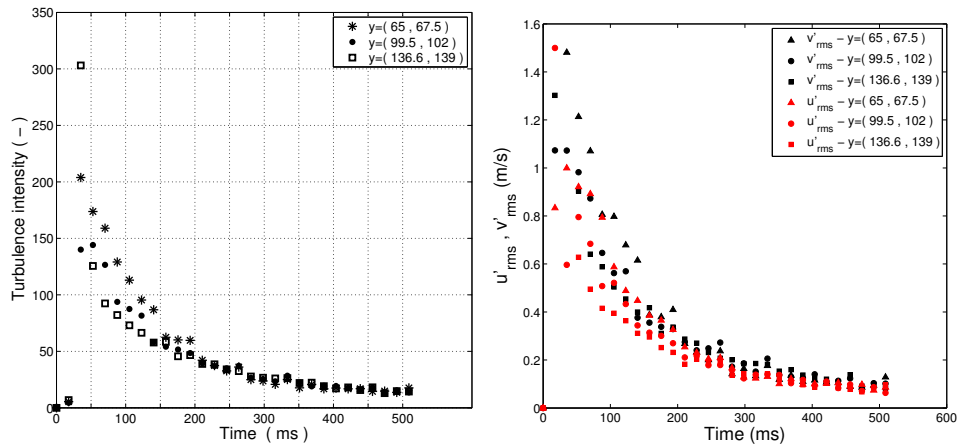 350
300
250
200
150
100
50
0
Turbulence intensity ( − )
✳ y=( 65 , 67.5 )
● y=( 99.5 , 102 )
□ y=( 136.6 , 139 )
0 100 200 300 400 500
Time ( ms )
1.6
1.4
1.2
1
0.8
0.6
0.4
0.2
0
u'rms , v'rms (m/s)
▲ v'rms − y=( 65 , 67.5 )
● v'rms − y=( 99.5 , 102 )
■ v'rms − y=( 136.6 , 139 )
▲ u'rms − y=( 65 , 67.5 )
● u'rms − y=( 99.5 , 102 )
■ u'rms − y=( 136.6 , 139 )
0 100 200 300 400 500 600
Time (ms)